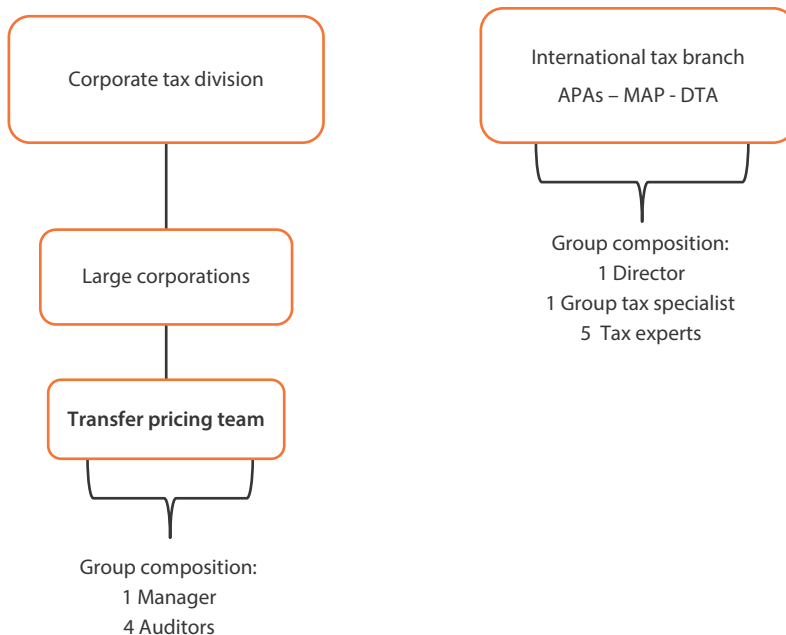 Corporate tax division
Large corporations
Transfer pricing team
Group composition:
1 Manager
4 Auditors
International tax branch
APAs – MAP - DTA
Group composition:
1 Director
1 Group tax specialist
5 Tax experts